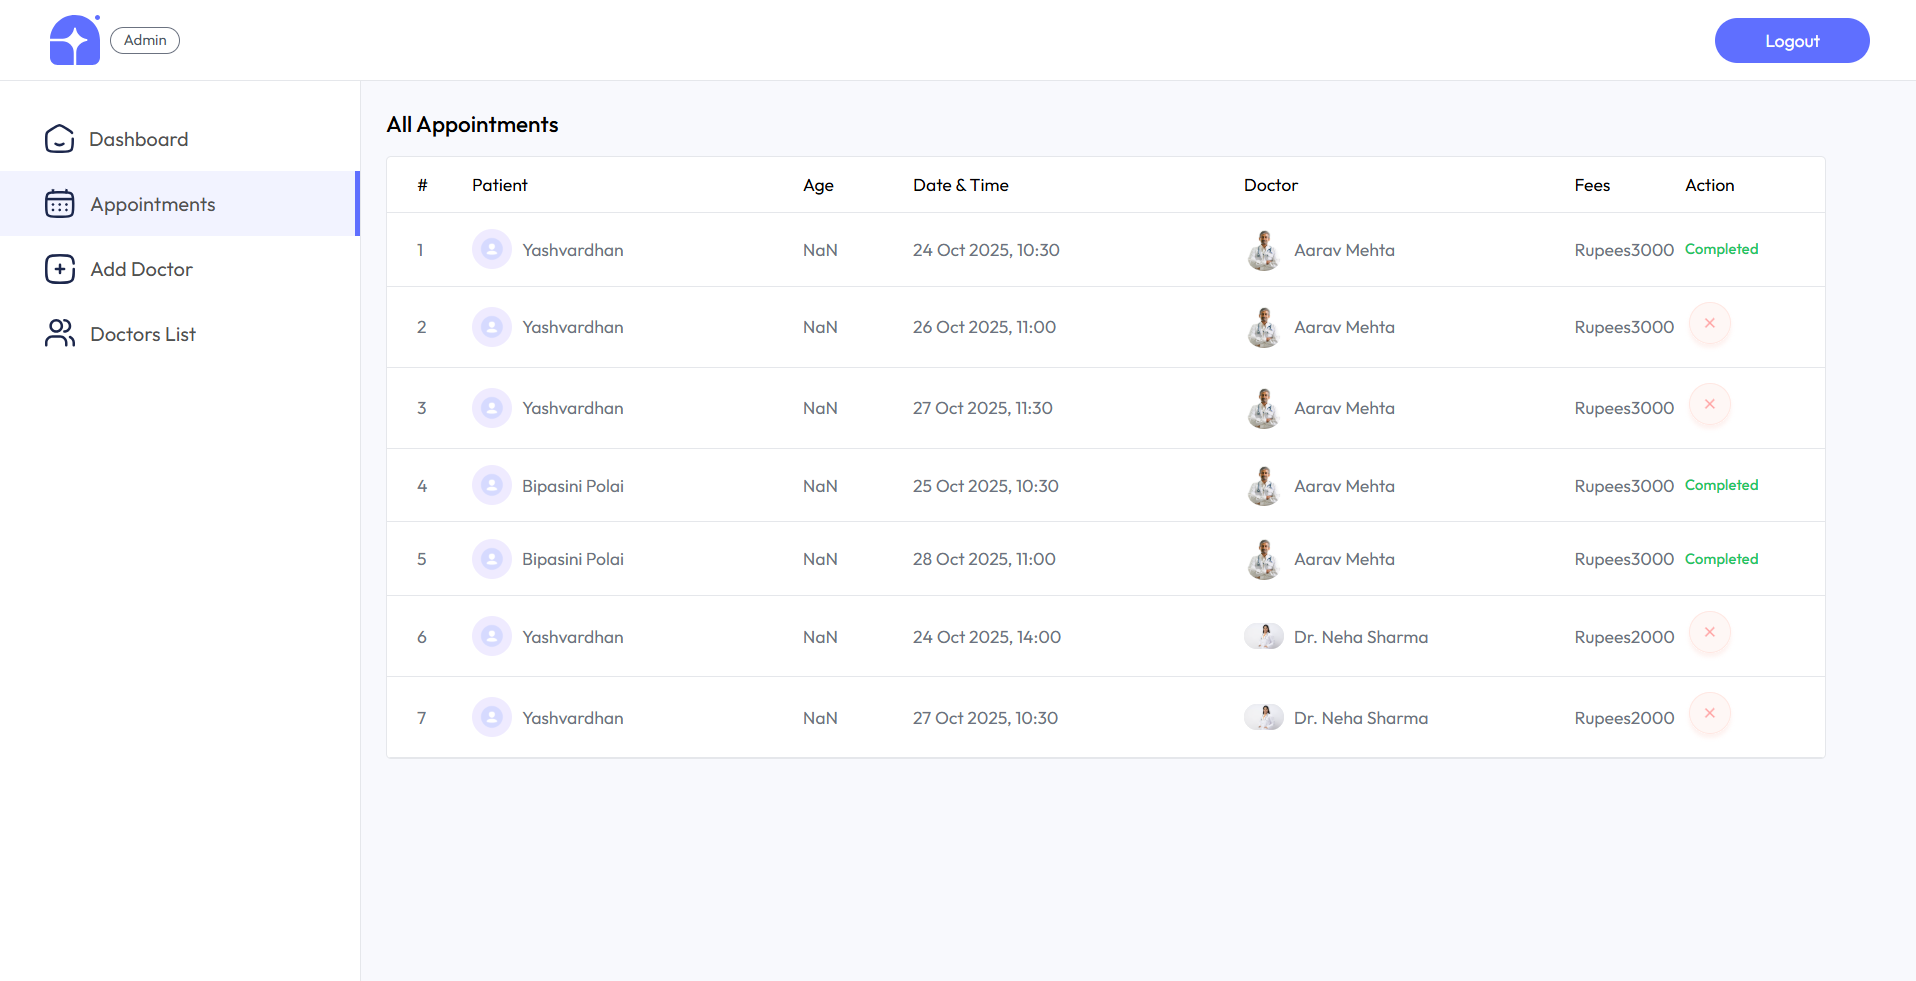 Admin
Logout
Dashboard
Appointments
Add Doctor
Doctors List
All Appointments
# Patient Age Date & Time Doctor Fees Action
1 Yashvardhan NaN 24 Oct 2025, 10:30 Aarav Mehta Rupees3000 Completed
2 Yashvardhan NaN 26 Oct 2025, 11:00 Aarav Mehta Rupees3000
3 Yashvardhan NaN 27 Oct 2025, 11:30 Aarav Mehta Rupees3000
4 Bipasini Polai NaN 25 Oct 2025, 10:30 Aarav Mehta Rupees3000 Completed
5 Bipasini Polai NaN 28 Oct 2025, 11:00 Aarav Mehta Rupees3000 Completed
6 Yashvardhan NaN 24 Oct 2025, 14:00 Dr. Neha Sharma Rupees2000
7 Yashvardhan NaN 27 Oct 2025, 10:30 Dr. Neha Sharma Rupees2000